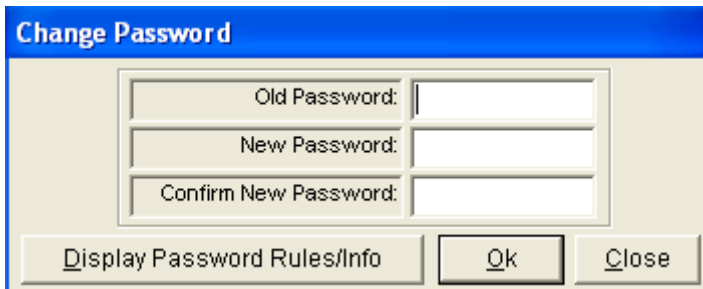 Change Password
Old Password:
New Password:
Confirm New Password:
Display Password Rules/Info Ok Close